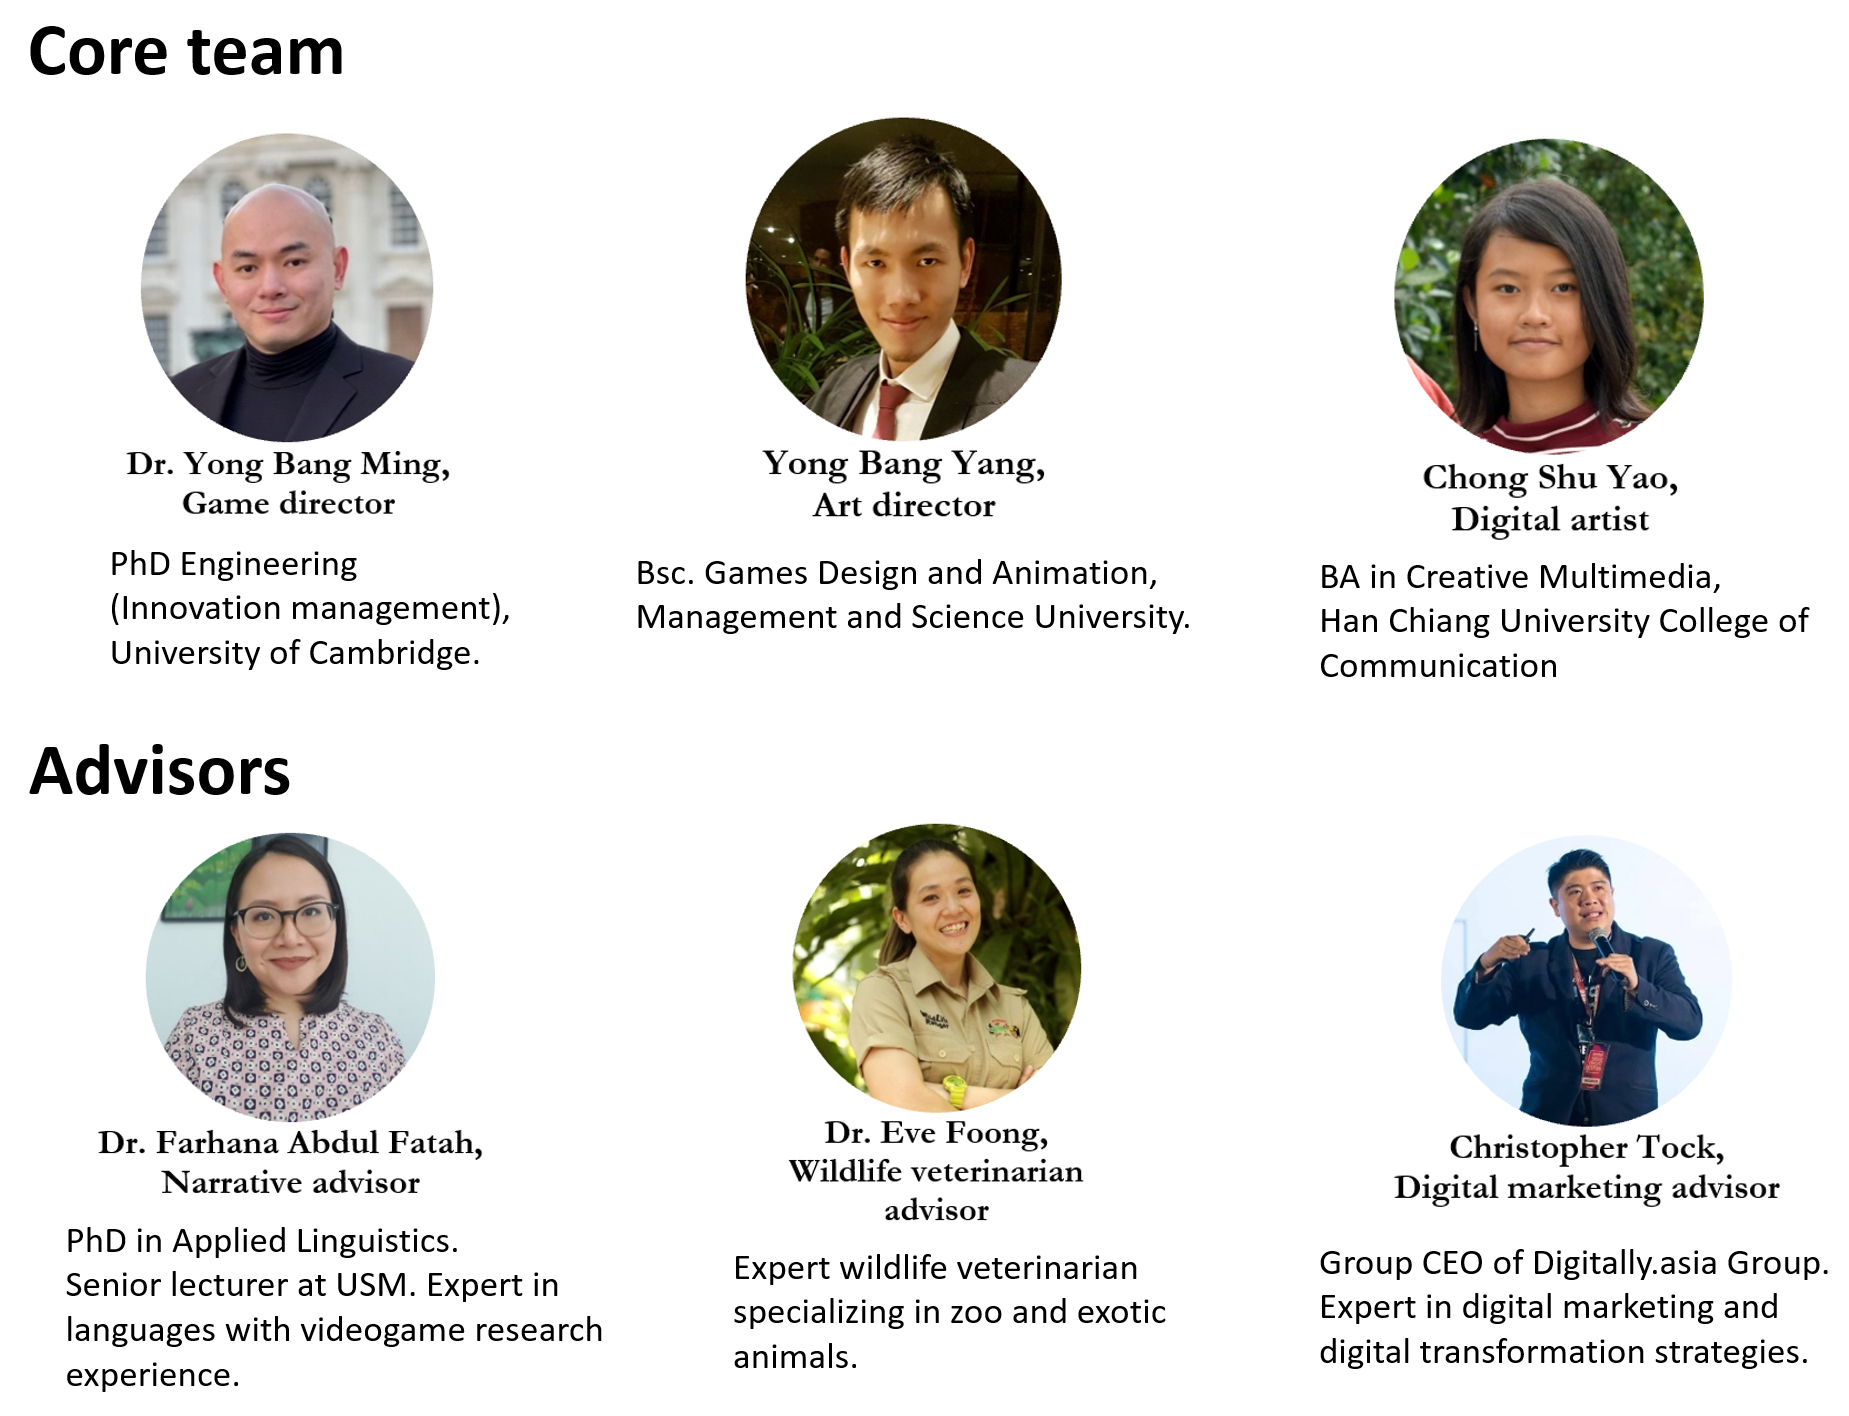 Core team
Dr. Yong Bang Ming,
Game director
PhD Engineering
(Innovation management),
University of Cambridge.
Yong Bang Yang,
Art director
Bsc. Games Design and Animation,
Management and Science University.
Chong Shu Yao,
Digital artist
BA in Creative Multimedia,
Han Chiang University College of
Communication
Advisors
Dr. Farhana Abdul Fatah,
Narrative advisor
PhD in Applied Linguistics.
Senior lecturer at USM. Expert in
languages with videogame research
experience.
Wildlife
Ranger
Dr. Eve Foong,
Wildlife veterinarian
advisor
Expert wildlife veterinarian
specializing in zoo and exotic
animals.
Christopher Tock,
Digital marketing advisor
Group CEO of Digitally.asia Group.
Expert in digital marketing and
digital transformation strategies.